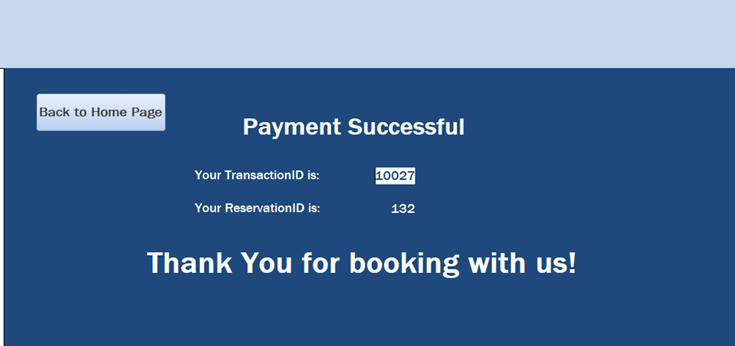 Back to Home Page
Payment Successful
Your TransactionID is: 10027
Your ReservationID is: 132
Thank You for booking with us!